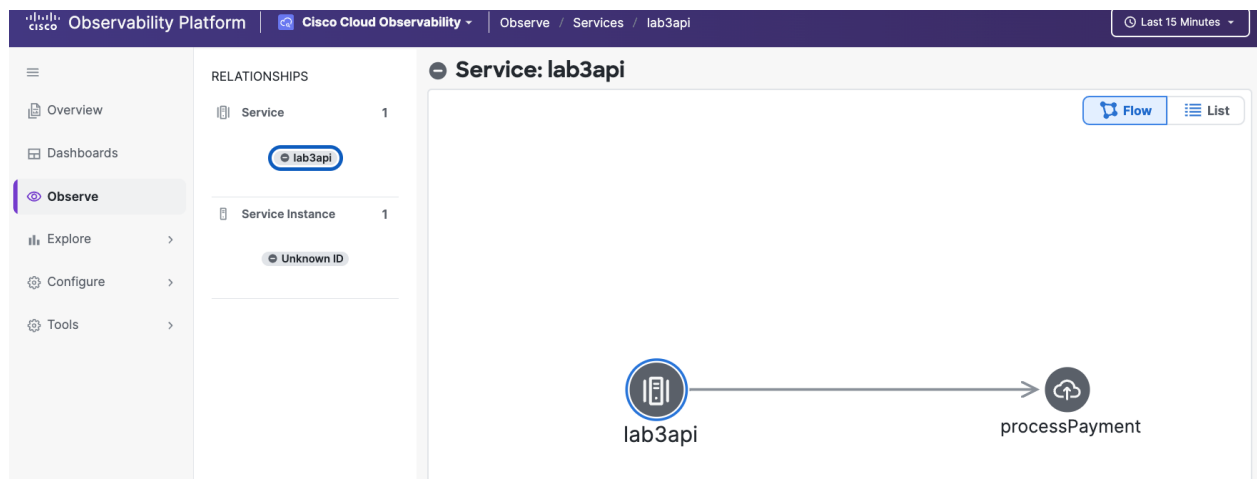 CISCO Observability Platform Cisco Cloud Observability Observe / Services / lab3api Last 15 Minutes
Overview
Dashboards
Observe
Explore
Configure
Tools
RELATIONSHIPS
Service 1
lab3api
Service Instance 1
Unknown ID
Service: lab3api
Flow List
lab3api
processPayment